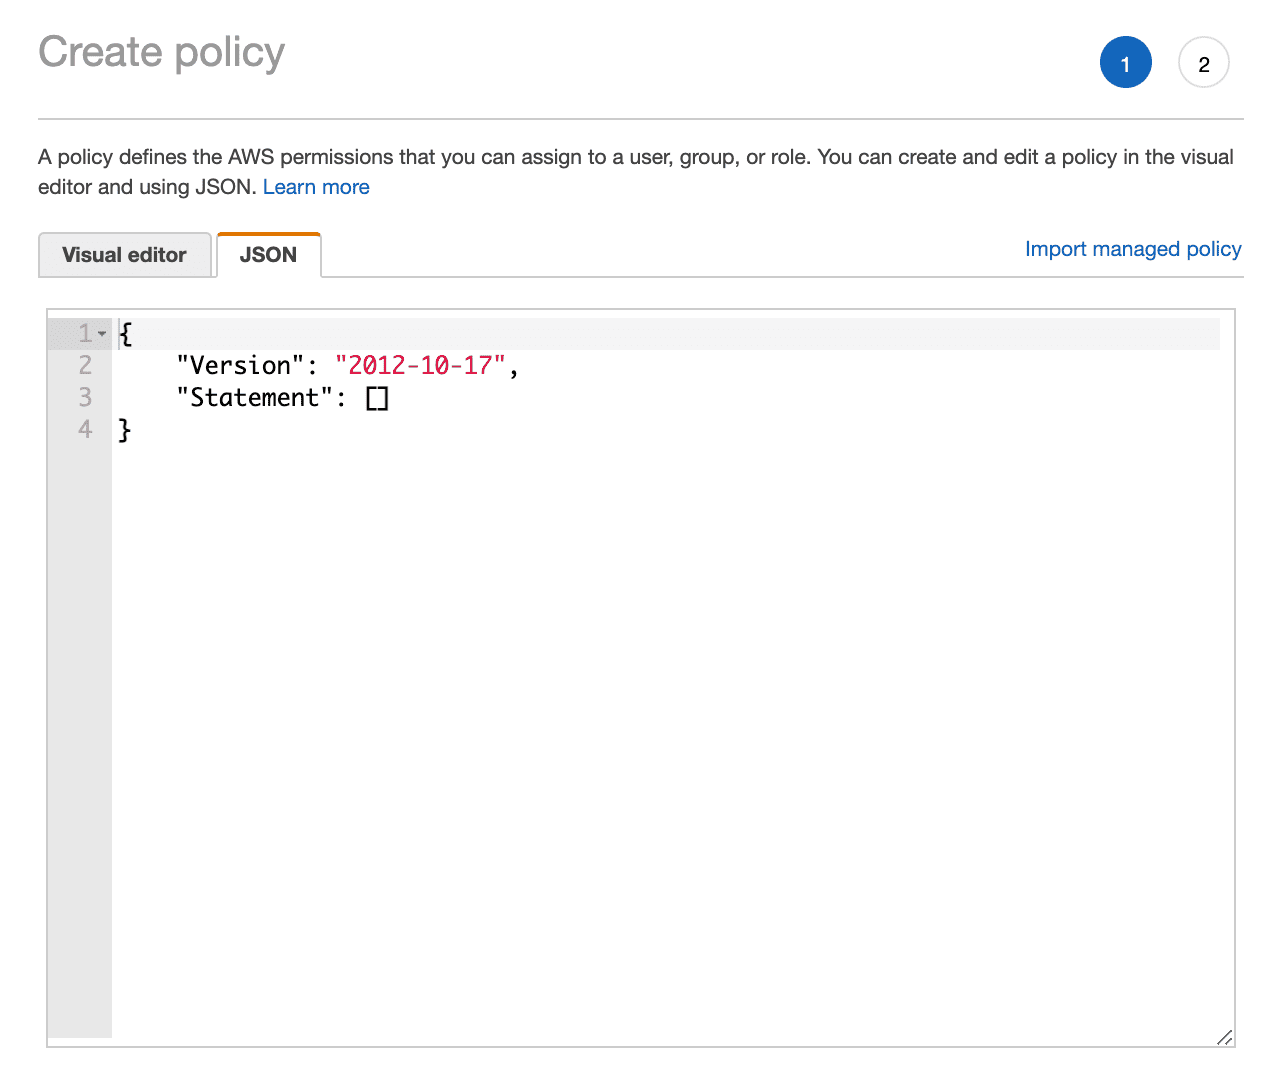 Create policy
1
2
A policy defines the AWS permissions that you can assign to a user, group, or role. You can create and edit a policy in the visual
editor and using JSON. Learn more
Visual editor
JSON
Import managed policy
1 {
2     "Version": "2012-10-17",
3     "Statement": []
4 }